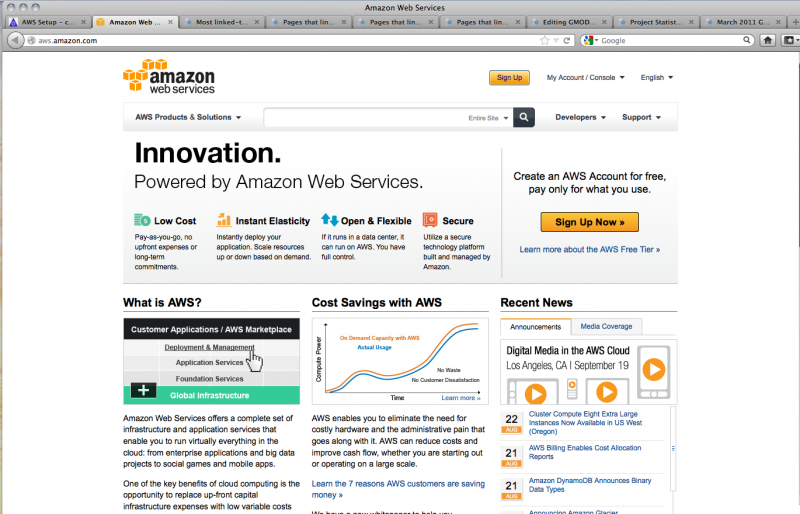 Amazon Web Services
AWS Setup - c...
Amazon Web ...
Most linked-t...
Pages that lin...
Pages that lin...
Pages that lin...
Editing GMOD...
Project Statist...
March 2011 G...
aws.amazon.com
Google
amazon
web services
Sign Up
My Account / Console
English
AWS Products & Solutions
Entire Site
Developers
Support
Innovation.
Powered by Amazon Web Services.
Low Cost
Pay-as-you-go, no
upfront expenses or
long-term
commitments.
Instant Elasticity
Instantly deploy your
application. Scale resources
up or down based on demand.
Open & Flexible
If it runs in a data center, it
can run on AWS. You have
full control.
Secure
Utilize a secure
technology platform
built and managed by
Amazon.
Create an AWS Account for free,
pay only for what you use.
Sign Up Now »
Learn more about the AWS Free Tier »
What is AWS?
Customer Applications / AWS Marketplace
Deployment & Management
Application Services
Foundation Services
Global Infrastructure
Amazon Web Services offers a complete set of
infrastructure and application services that
enable you to run virtually everything in the
cloud: from enterprise applications and big data
projects to social games and mobile apps.
One of the key benefits of cloud computing is the
opportunity to replace up-front capital
infrastructure expenses with low variable costs
Cost Savings with AWS
Compute Power
On Demand Capacity with AWS
Actual Usage
No Waste
No Customer Dissatisfaction
Time
Learn more »
AWS enables you to eliminate the need for
costly hardware and the administrative pain that
goes along with it. AWS can reduce costs and
improve cash flow, whether you are starting out
or operating on a large scale.
Learn the 7 reasons AWS customers are saving
money »
We have a new whitepaper to help you
Recent News
Announcements
Media Coverage
Digital Media in the AWS Cloud
Los Angeles, CA | September 19
22
AUG
Cluster Compute Eight Extra Large
Instances Now Available in US West
(Oregon)
21
AUG
AWS Billing Enables Cost Allocation
Reports
21
AUG
Amazon DynamoDB Announces Binary
Data Types
Announcing Amazon Glacier